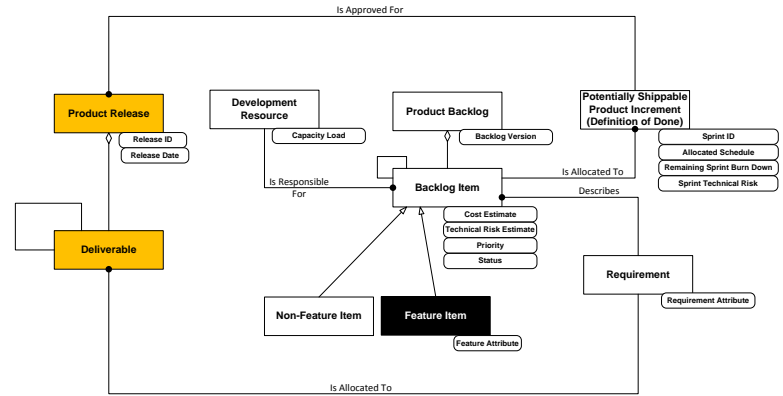 Is Approved For
Product Release
Release ID
Release Date
Development
Resource
Capacity Load
Product Backlog
Backlog Version
Potentially Shippable
Product Increment
(Definition of Done)
Sprint ID
Allocated Schedule
Remaining Sprint Burn Down
Sprint Technical Risk
Is Allocated To
Is Responsible
For
Backlog Item
Describes
Cost Estimate
Technical Risk Estimate
Priority
Status
Deliverable
Requirement
Requirement Attribute
Non-Feature Item
Feature Item
Feature Attribute
Is Allocated To